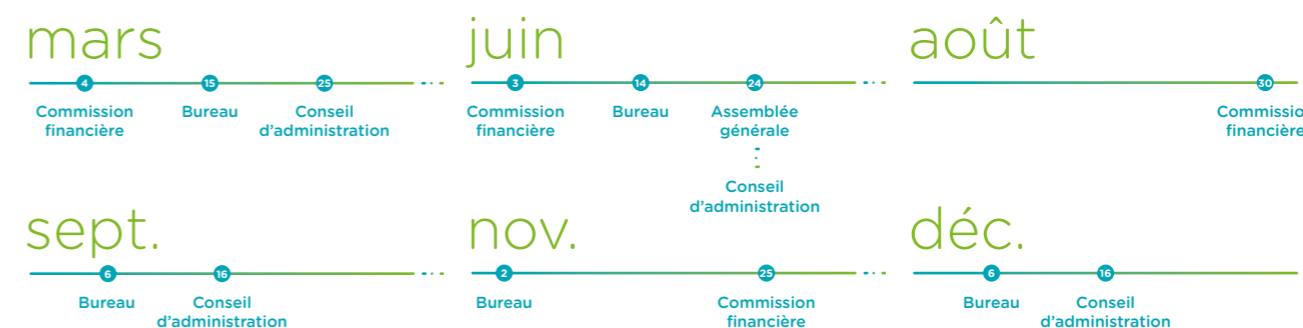 mars
4
15
25
Commission
financière
Bureau
Conseil
d'administration
juin
3
14
24
Commission
financière
Bureau
Assemblée
générale
Conseil
d'administration
août
30
Commissio
financière
sept.
6
16
Bureau
Conseil
d'administration
nov.
2
25
Bureau
Commission
financière
déc.
6
16
Bureau
Conseil
d'administration